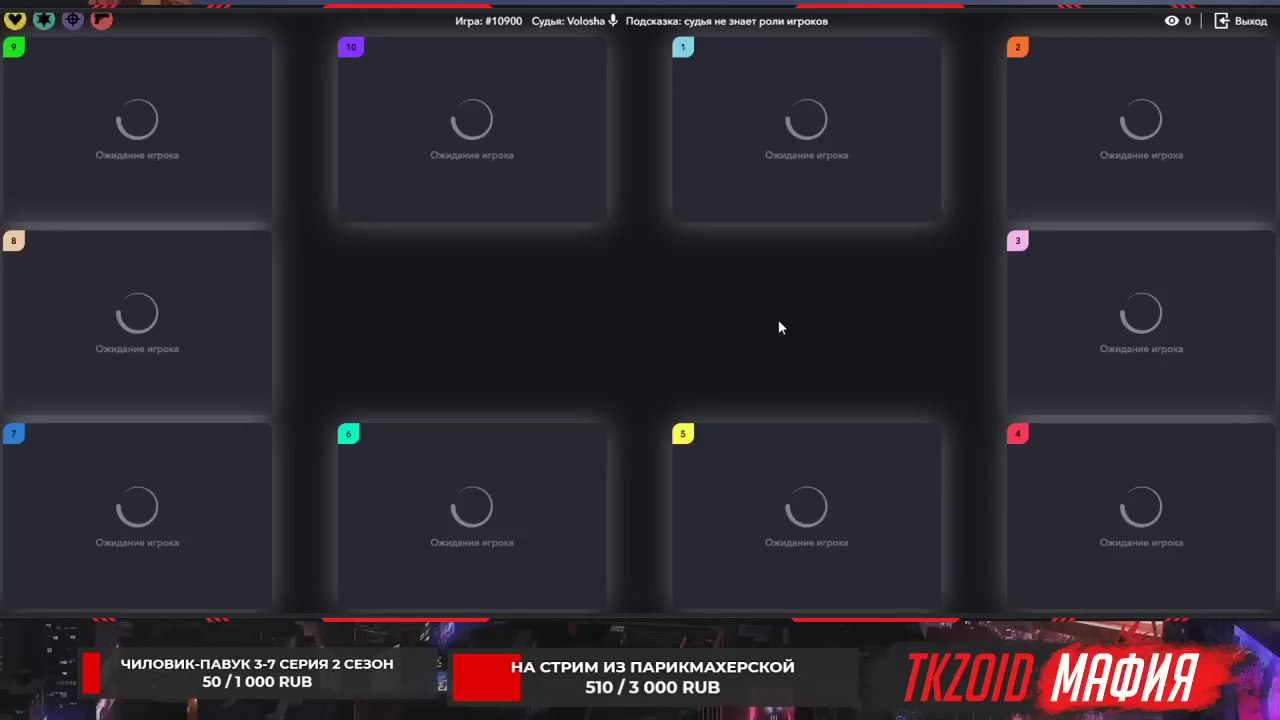 Игра: #10900 Судья: Volosha Подсказка: судья не знает роли игроков
0 Выход
9 10 1 2
Ожидание игрока Ожидание игрока Ожидание игрока Ожидание игрока
8 3
Ожидание игрока Ожидание игрока
7 6 5 4
Ожидание игрока Ожидание игрока Ожидание игрока Ожидание игрока
ЧИЛОВИК-ПАВУК 3-7 СЕРИЯ 2 СЕЗОН
50 / 1 000 RUB
НА СТРИМ ИЗ ПАРИКМАХЕРСКОЙ
510 / 3 000 RUB
TKZOID МАФИЯ